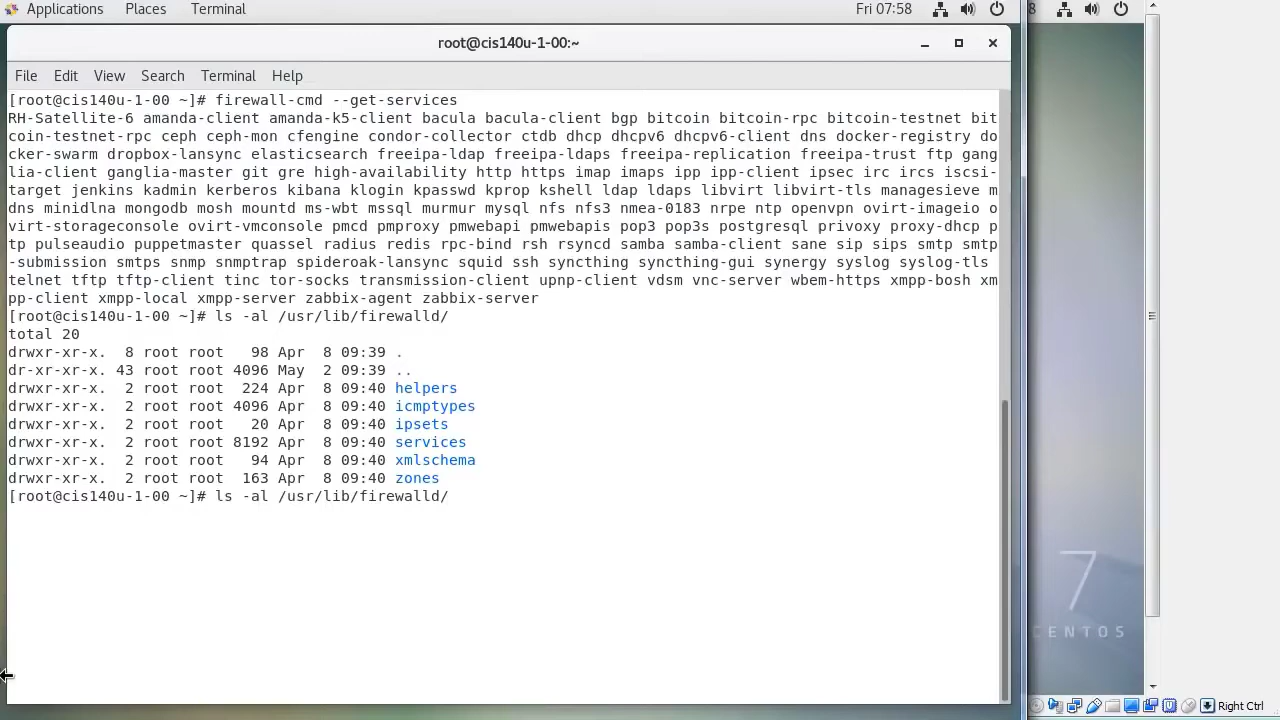 Applications Places Terminal Fri 07:58 8
root@cis140u-1-00:~
File Edit View Search Terminal Help
[root@cis140u-1-00 ~]# firewall-cmd --get-services
RH-Satellite-6 amanda-client amanda-k5-client bacula bacula-client bgp bitcoin bitcoin-rpc bitcoin-testnet bit
coin-testnet-rpc ceph ceph-mon cfengine condor-collector ctdb dhcp dhcpv6 dhcpv6-client dns docker-registry do
cker-swarm dropbox-lansync elasticsearch freeipa-ldap freeipa-ldaps freeipa-replication freeipa-trust ftp gang
lia-client ganglia-master git gre high-availability http https imap imaps ipp ipp-client ipsec irc ircs iscsi-
target jenkins kadmin kerberos kibana klogin kpasswd kprop kshell ldap ldaps libvirt libvirt-tls managesieve m
dns minidlna mongodb mosh mountd ms-wbt mssql murmur mysql nfs nfs3 nmea-0183 nrpe ntp openvpn ovirt-imageio o
virt-storageconsole ovirt-vmconsole pmcd pmproxy pmwebapi pmwebapis pop3 pop3s postgresql privoxy proxy-dhcp p
tp pulseaudio puppetmaster quassel radius redis rpc-bind rsh rsyncd samba samba-client sane sip sips smtp smtp
-submission smtps snmp snmptrap spideroak-lansync squid ssh syncthing syncthing-gui synergy syslog syslog-tls
telnet tftp tftp-client tinc tor-socks transmission-client upnp-client vdsm vnc-server wbem-https xmpp-bosh xm
pp-client xmpp-local xmpp-server zabbix-agent zabbix-server
[root@cis140u-1-00 ~]# ls -al /usr/lib/firewalld/
total 20
drwxr-xr-x. 8 root root 98 Apr 8 09:39 .
dr-xr-xr-x. 43 root root 4096 May 2 09:39 ..
drwxr-xr-x. 2 root root 224 Apr 8 09:40 helpers
drwxr-xr-x. 2 root root 4096 Apr 8 09:40 icmptypes
drwxr-xr-x. 2 root root 20 Apr 8 09:40 ipsets
drwxr-xr-x. 2 root root 8192 Apr 8 09:40 services
drwxr-xr-x. 2 root root 94 Apr 8 09:40 xmlschema
drwxr-xr-x. 2 root root 163 Apr 8 09:40 zones
[root@cis140u-1-00 ~]# ls -al /usr/lib/firewalld/
7
CENTOS
Right Ctrl